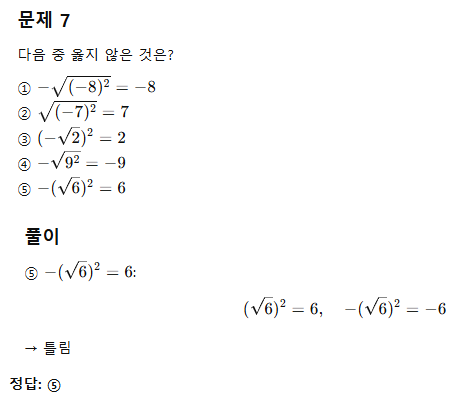 문제 7
다음 중 옳지 않은 것은?
① −√(−8)² = −8
② √(−7)² = 7
③ (−√2)² = 2
④ −√9² = −9
⑤ −(√6)² = 6
풀이
⑤ −(√6)² = 6:
(√6)² = 6, −(√6)² = −6
→ 틀림
정답: ⑤